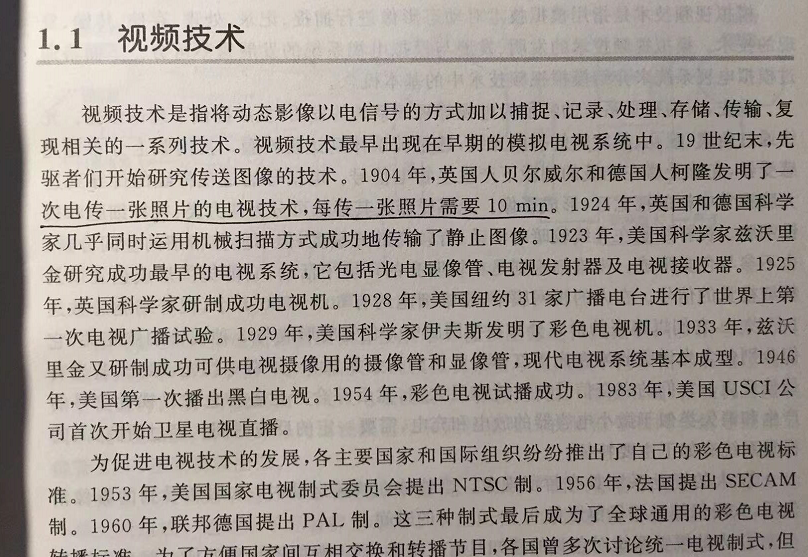 1.1 视频技术
视频技术是指将动态影像以电信号的方式加以捕捉、记录、处理、存储、传输、复
现相关的一系列技术。视频技术最早出现在早期的模拟电视系统中。19 世纪末,先
驱者们开始研究传送图像的技术。1904 年,英国人贝尔威尔和德国人柯隆发明了一
次电传一张照片的电视技术,每传一张照片需要 10 min。1924 年,英国和德国科学
家几乎同时运用机械扫描方式成功地传输了静止图像。1923 年,美国科学家兹沃里
金研究成功最早的电视系统,它包括光电显像管、电视发射器及电视接收器。1925
年,英国科学家研制成功电视机。1928 年,美国纽约 31 家广播电台进行了世界上第
一次电视广播试验。1929 年,美国科学家伊夫斯发明了彩色电视机。1933 年,兹沃
里金又研制成功可供电视摄像用的摄像管和显像管,现代电视系统基本成型。1946
年,美国第一次播出黑白电视。1954 年,彩色电视试播成功。1983 年,美国 USCI 公
司首次开始卫星电视直播。
为促进电视技术的发展,各主要国家和国际组织纷纷推出了自己的彩色电视标
准。1953 年,美国国家电视制式委员会提出 NTSC 制。1956 年,法国提出 SECAM
制。1960 年,联邦德国提出 PAL 制。这三种制式最后成为了全球通用的彩色电视
转播标准。为了方便国家间互相交换和转播节目,各国曾多次讨论统一电视制式,但